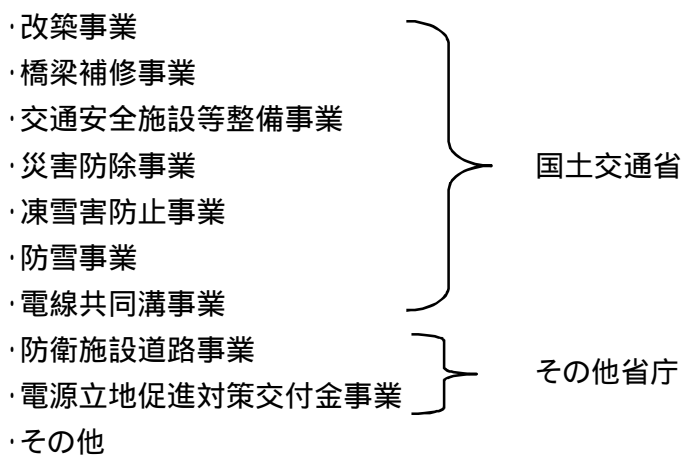 ・改築事業
・橋梁補修事業
・交通安全施設等整備事業
・災害防除事業
国土交通省
・凍雪害防止事業
・防雪事業
・電線共同溝事業
・防衛施設道路事業
その他省庁
・電源立地促進対策交付金事業
・その他